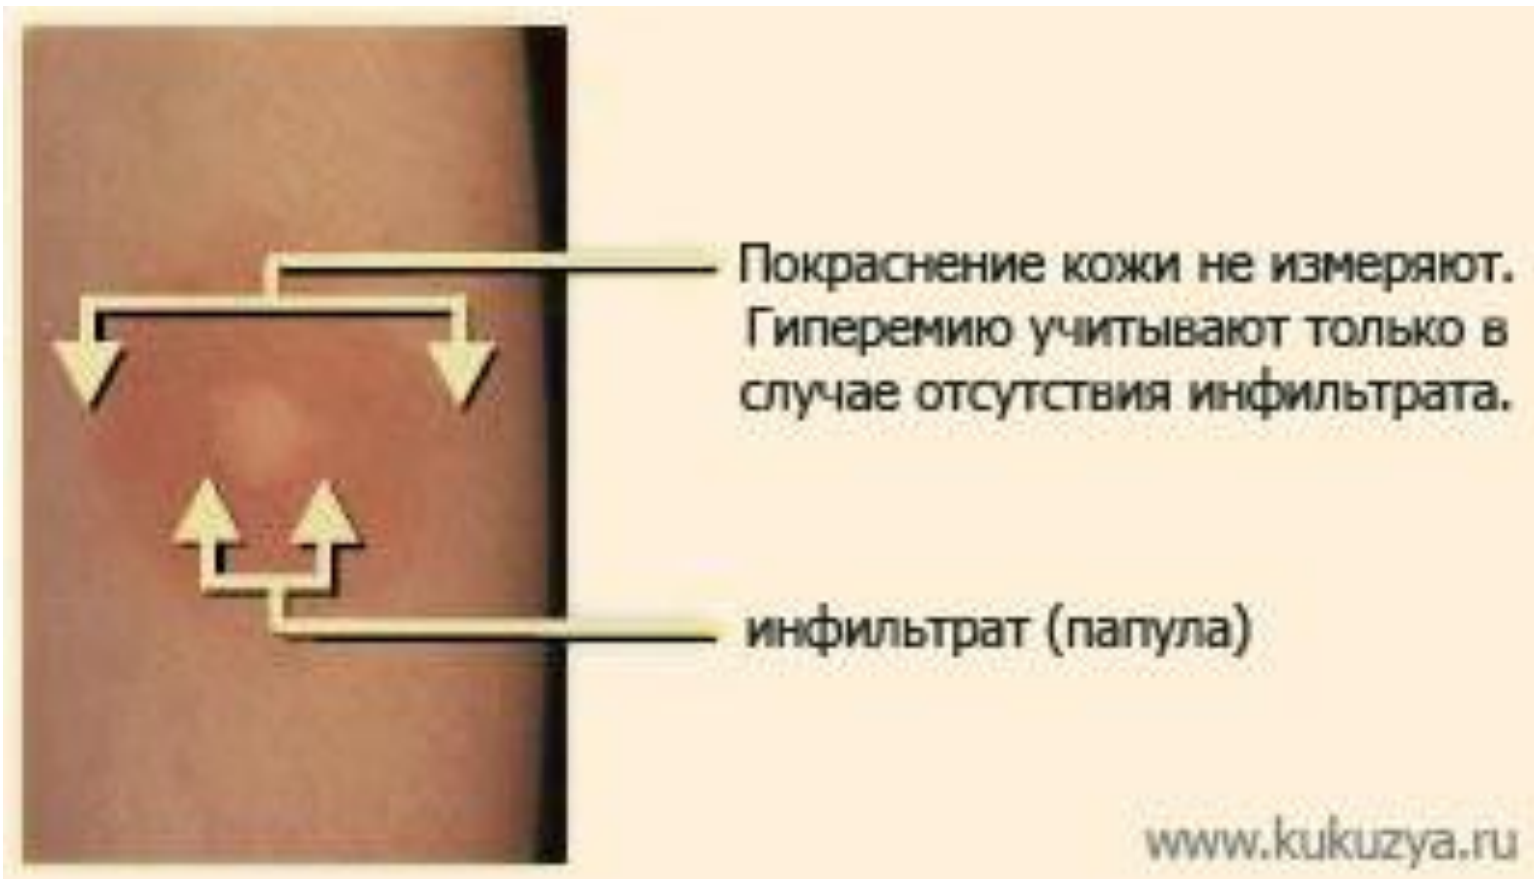 Покраснение кожи не измеряют.
Гиперемию учитывают только в
случае отсутствия инфильтрата.
инфильтрат (папула)
www.kukuzya.ru